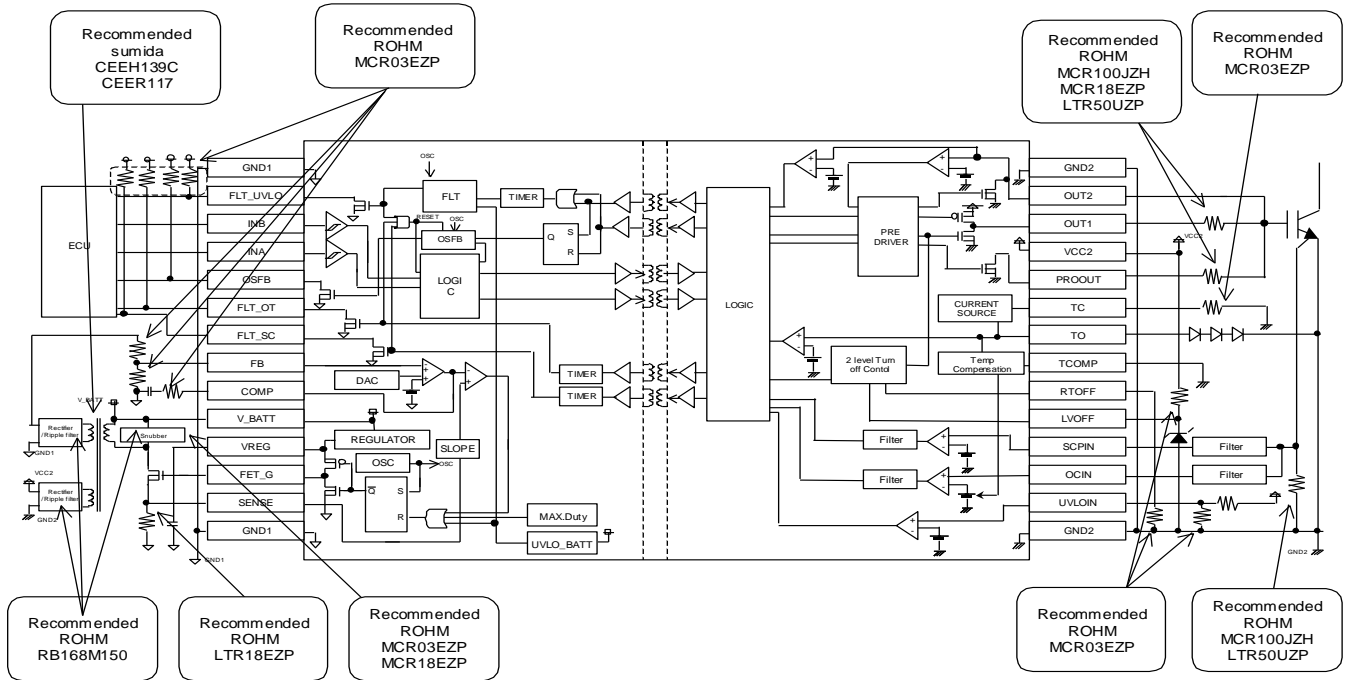 Recommended
sumida
CEEH139C
CEER117
Recommended
ROHM
MCR03EZP
Recommended
ROHM
MCR100JZH
MCR18EZP
LTR50UZP
Recommended
ROHM
MCR03EZP
ECU
GND1
FLT_UVLO
INB
INA
OSFB
FLT_OT
FLT_SC
FB
COMP
V_BATT
VREG
FET_G
SENSE
GND1
V_BATT
Rectifier
/Ripple filter
GND1
Snubber
VCC2
Rectifier
/Ripple filter
GND2
GND1
OSC
FLT
TIMER
RESET
OSC
OSFB
Q
S
R
LOGI
C
TIMER
TIMER
DAC
REGULATOR
SLOPE
OSC
OSC
Q
S
R
MAX.Duty
UVLO_BATT
LOGIC
PRE
DRIVER
CURRENT
SOURCE
2 level Turn
off Contol
Temp
Compensation
Filter
Filter
GND2
OUT2
OUT1
VCC2
PROOUT
TC
TO
TCOMP
RTOFF
LVOFF
SCPIN
OCIN
UVLOIN
GND2
VCC2
Filter
Filter
GND2
Recommended
ROHM
RB168M150
Recommended
ROHM
LTR18EZP
Recommended
ROHM
MCR03EZP
MCR18EZP
Recommended
ROHM
MCR03EZP
Recommended
ROHM
MCR100JZH
LTR50UZP